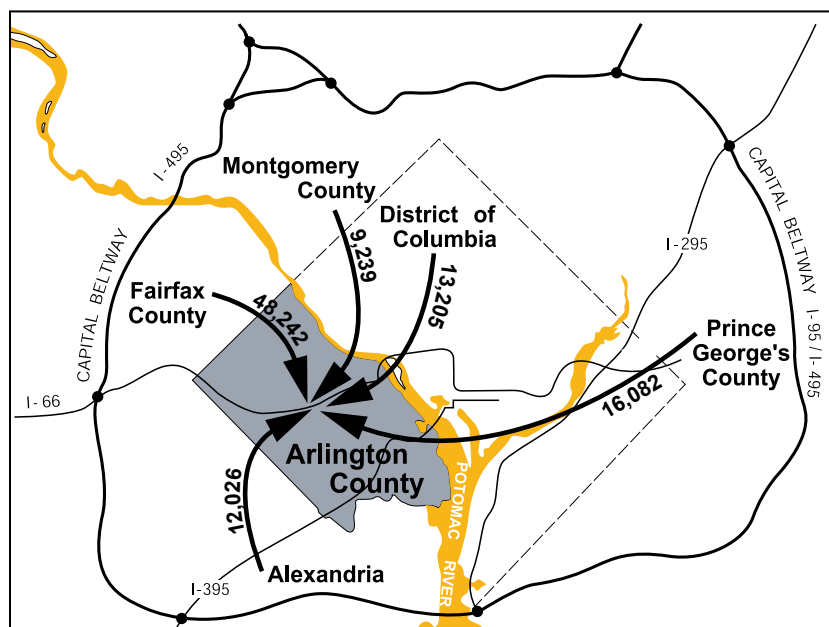 I-495
Montgomery
County
9,239
District of
Columbia
13,205
CAPITAL BELTWAY
I-295
CAPITAL BELTWAY
I-95 / I-495
Fairfax
County
48,242
Prince
George's
County
16,082
I-66
Arlington
County
12,026
POTOMAC
RIVER
Alexandria
I-395